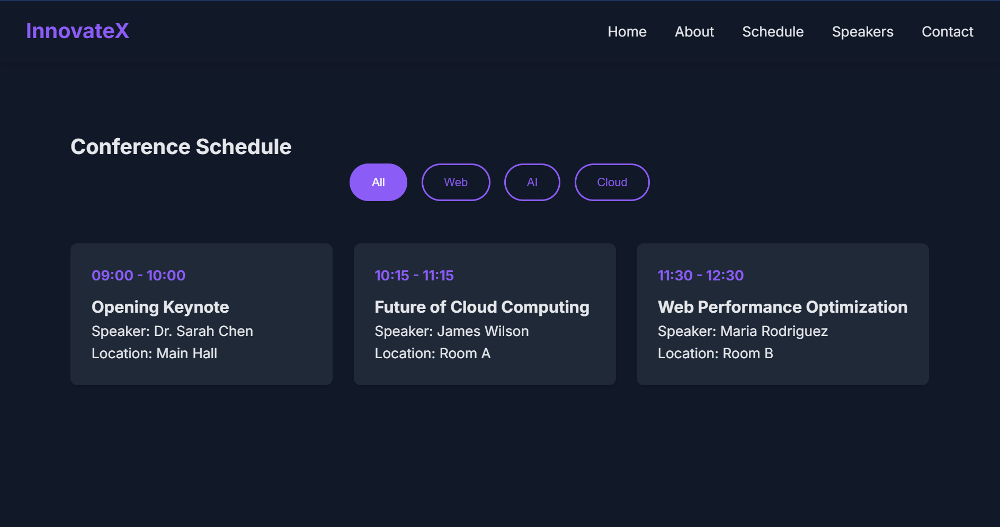 InnovateX
Home About Schedule Speakers Contact
Conference Schedule
All Web AI Cloud
09:00 - 10:00
Opening Keynote
Speaker: Dr. Sarah Chen
Location: Main Hall
10:15 - 11:15
Future of Cloud Computing
Speaker: James Wilson
Location: Room A
11:30 - 12:30
Web Performance Optimization
Speaker: Maria Rodriguez
Location: Room B